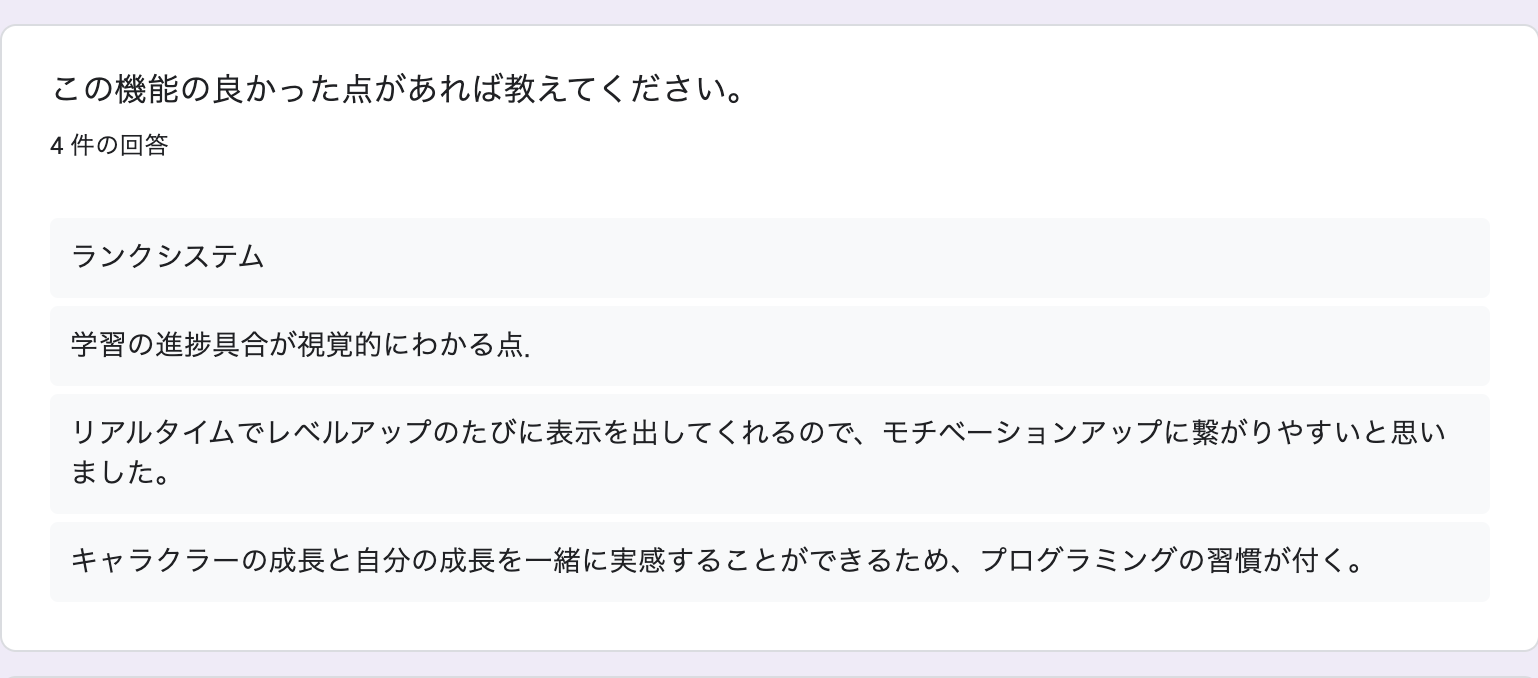 この機能の良かった点があれば教えてください。
4 件の回答
ランクシステム
学習の進捗具合が視覚的にわかる点.
リアルタイムでレベルアップのたびに表示を出してくれるので、モチベーションアップに繋がりやすいと思い
ました。
キャラクラーの成長と自分の成長を一緒に実感することができるため、プログラミングの習慣が付く。